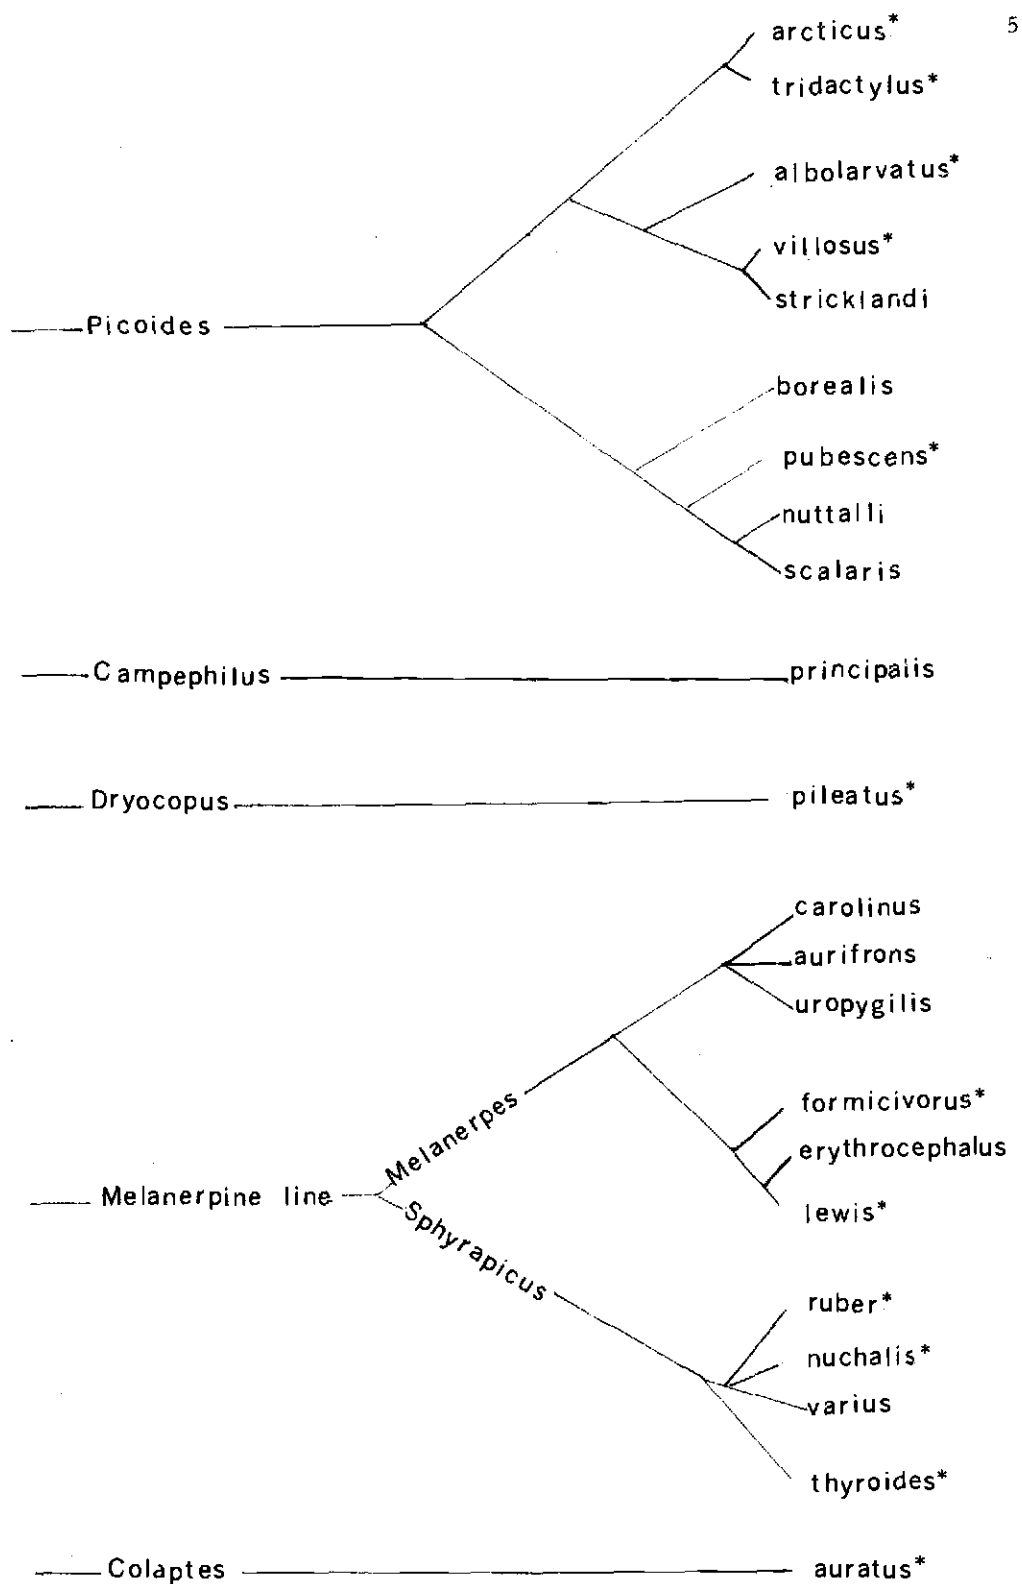 5
arcticus*
tridactylus*
albolarvatus*
villosus*
stricklandi
Picoides
borealis
pubescens*
nuttalli
scalaris
Campephilus
principalis
Dryocopus
pileatus*
carolinus
aurifrons
uropygilis
Melanerpes
formicivorus*
erythrocephalus
Melanerpine line
lewis*
Sphyrapicus
ruber*
nuchalis*
varius
thyroides*
Colaptes
auratus*